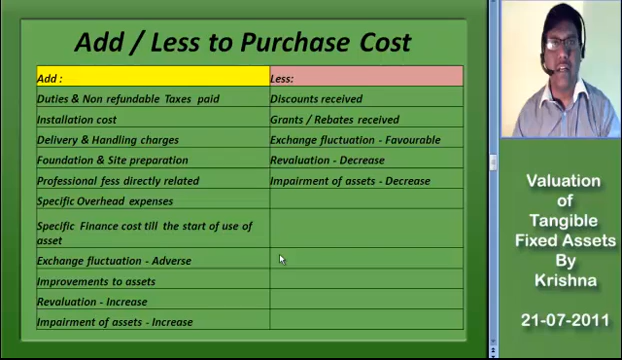 Add / Less to Purchase Cost
Add :
Less:
Duties & Non refundable Taxes paid
Discounts received
Installation cost
Grants / Rebates received
Delivery & Handling charges
Exchange fluctuation - Favourable
Foundation & Site preparation
Revaluation - Decrease
Professional fess directly related
Impairment of assets - Decrease
Specific Overhead expenses
Specific Finance cost till the start of use of
asset
Exchange fluctuation - Adverse
Improvements to assets
Revaluation - Increase
Impairment of assets - Increase
Valuation
of
Tangible
Fixed Assets
By
Krishna
21-07-2011